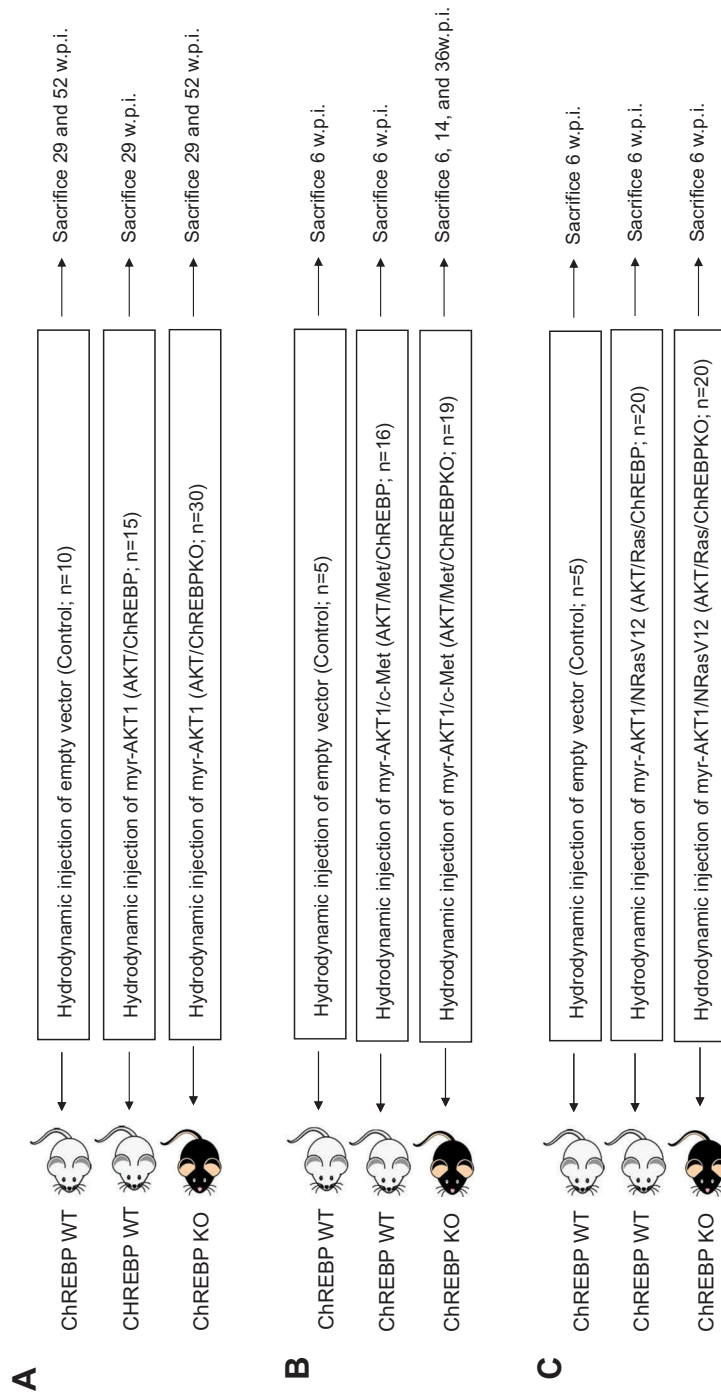 A
ChREBP WT
Hydrodynamic injection of empty vector (Control; n=10)
Sacrifice 29 and 52 w.p.i.
CHREBP WT
Hydrodynamic injection of myr-AKT1 (AKT/ChREBP; n=15)
Sacrifice 29 w.p.i.
ChREBP KO
Hydrodynamic injection of myr-AKT1 (AKT/ChREBPKO; n=30)
Sacrifice 29 and 52 w.p.i.
B
ChREBP WT
Hydrodynamic injection of empty vector (Control; n=5)
Sacrifice 6 w.p.i.
ChREBP WT
Hydrodynamic injection of myr-AKT1/c-Met (AKT/Met/ChREBP; n=16)
Sacrifice 6 w.p.i.
ChREBP KO
Hydrodynamic injection of myr-AKT1/c-Met (AKT/Met/ChREBPKO; n=19)
Sacrifice 6, 14, and 36w.p.i.
C
ChREBP WT
Hydrodynamic injection of empty vector (Control; n=5)
Sacrifice 6 w.p.i.
ChREBP WT
Hydrodynamic injection of myr-AKT1/NRasV12 (AKT/Ras/ChREBP; n=20)
Sacrifice 6 w.p.i.
ChREBP KO
Hydrodynamic injection of myr-AKT1/NRasV12 (AKT/Ras/ChREBPKO; n=20)
Sacrifice 6 w.p.i.